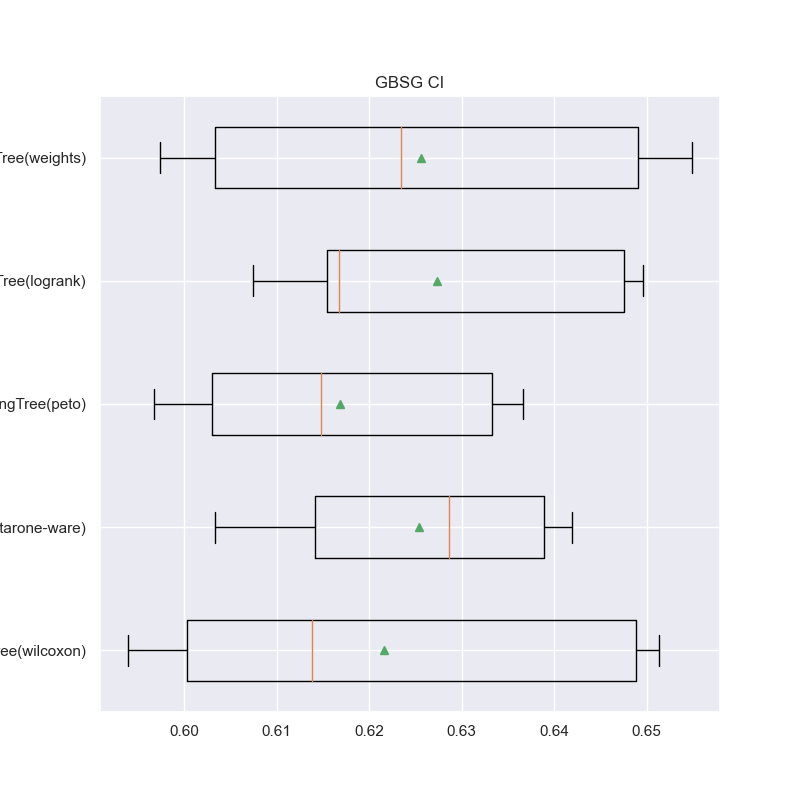 GBSG CI
Tree(weights)
Tree(logrank)
ngTree(peto)
tarone-ware)
ree(wilcoxon)
0.60 0.61 0.62 0.63 0.64 0.65